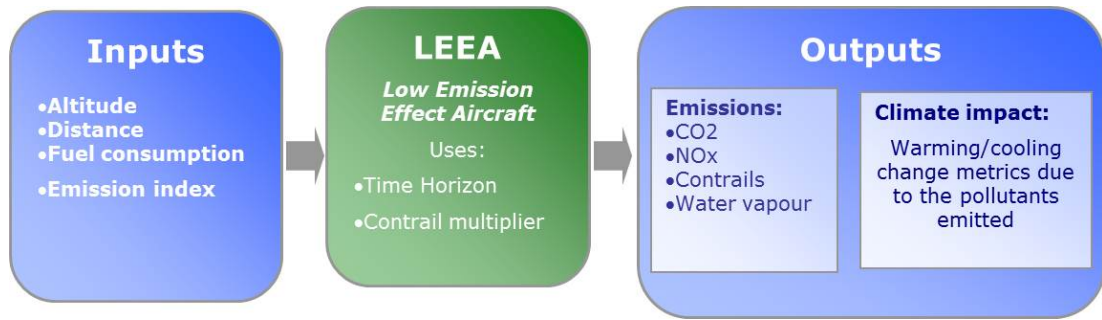 Inputs
•Altitude
•Distance
•Fuel consumption
•Emission index
LEEA
Low Emission
Effect Aircraft
Uses:
•Time Horizon
•Contrail multiplier
Outputs
Emissions:
•CO2
•NOx
•Contrails
•Water vapour
Climate impact:
Warming/cooling
change metrics due
to the pollutants
emitted